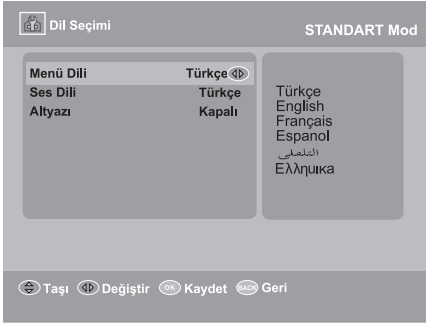 Dil Seçimi
STANDART Mod
Menü Dili Türkçe
Ses Dili Türkçe
Altyazı Kapalı
Türkçe
English
Français
Espanol
Ελλημικα
Taşı Değiştir OK Kaydet BACK Geri